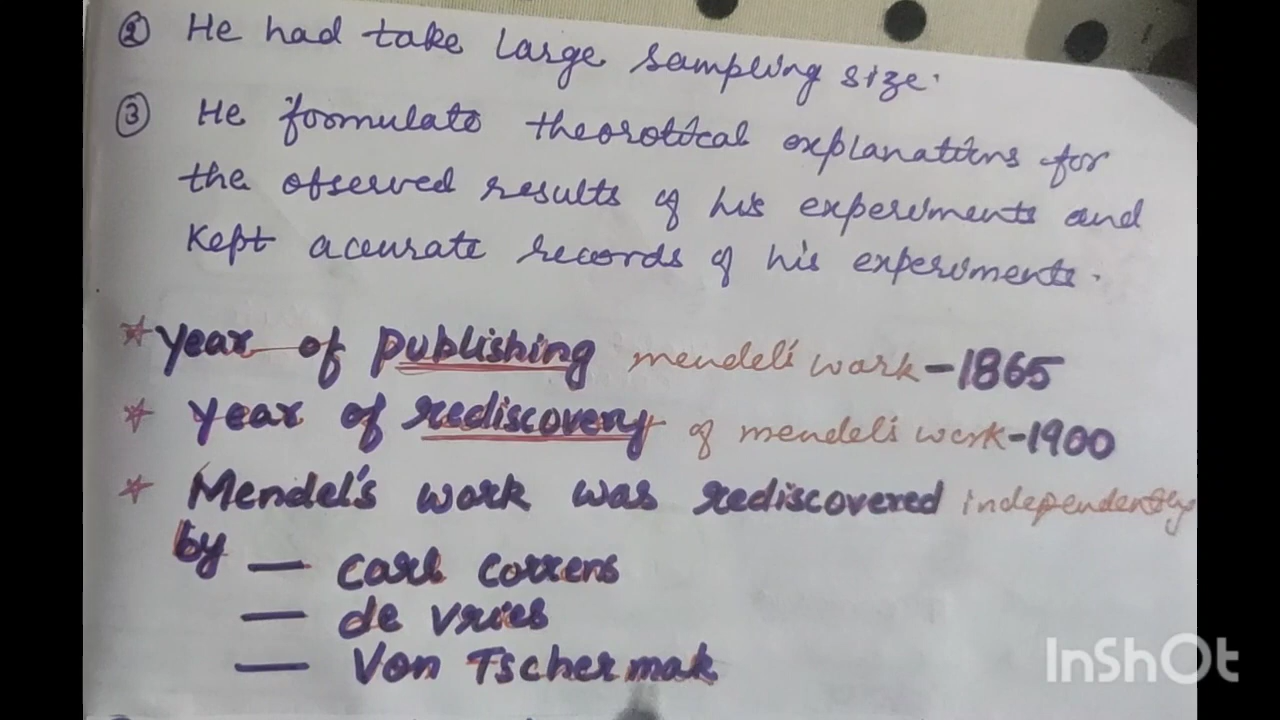 ② He had take large sampling size.
③ He formulate theorotical explanations for
the observed results of his experiments and
kept accurate records of his experiments.
* year of publishing mendel's work - 1865
* year of rediscovery of mendel's work - 1900
* Mendel's work was rediscovered independently
by — carl correns
— de vries
— Von Tschermak
InShOt